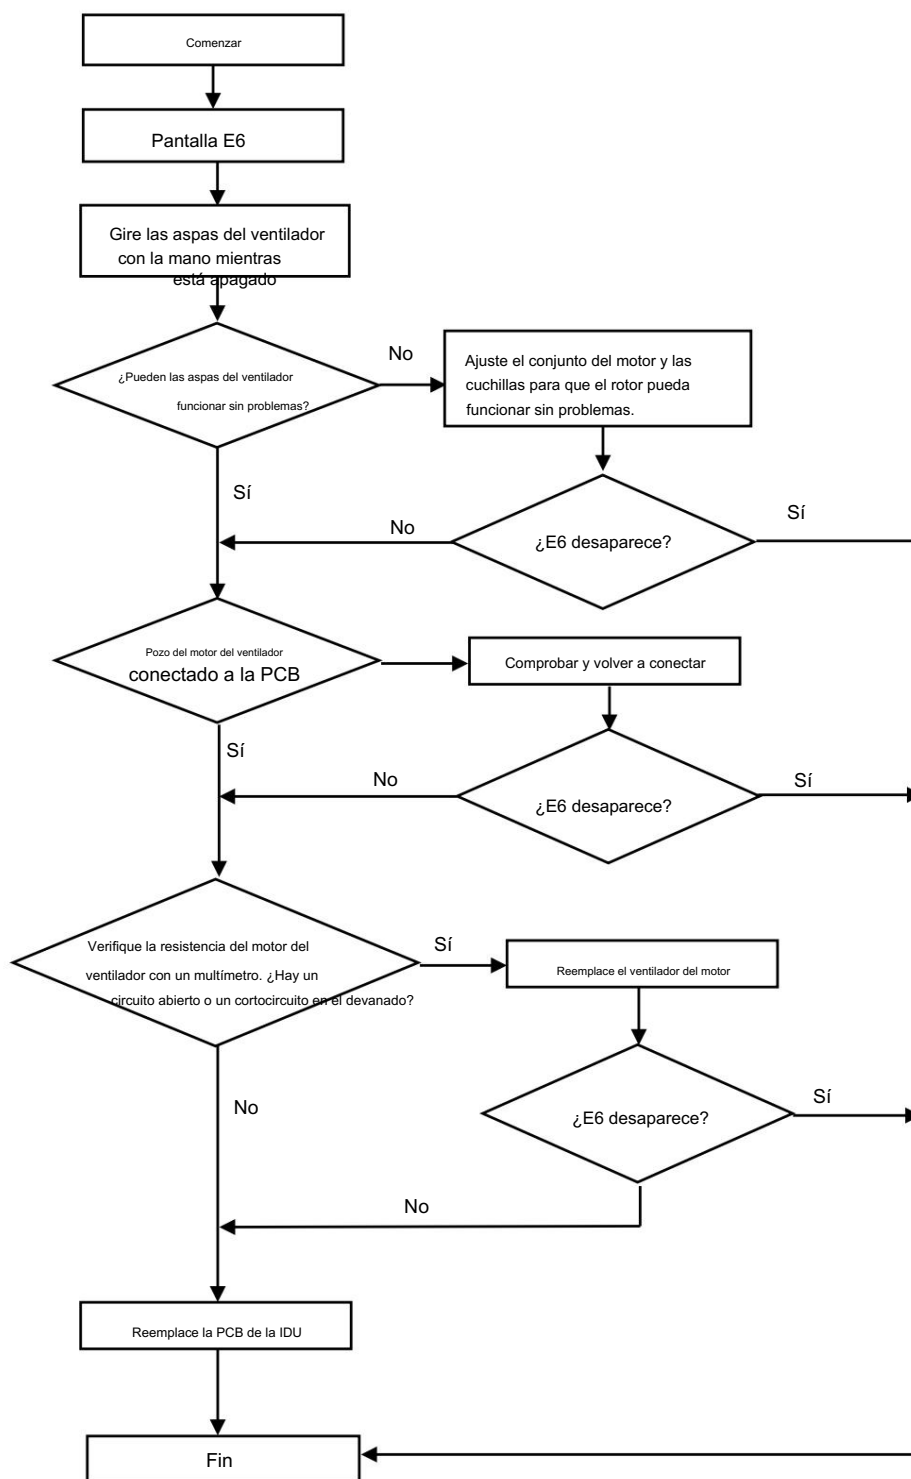 Comenzar
Pantalla E6
Gire las aspas del ventilador
con la mano mientras
está apagado
¿Pueden las aspas del ventilador
funcionar sin problemas?
No
Ajuste el conjunto del motor y las
cuchillas para que el rotor pueda
funcionar sin problemas.
Sí
No
¿E6 desaparece?
Sí
Pozo del motor del ventilador
conectado a la PCB
Comprobar y volver a conectar
Sí
No
¿E6 desaparece?
Sí
Verifique la resistencia del motor del
ventilador con un multímetro. ¿Hay un
circuito abierto o un cortocircuito en el devanado?
Sí
Reemplace el ventilador del motor
No
¿E6 desaparece?
Sí
No
Reemplace la PCB de la IDU
Fin